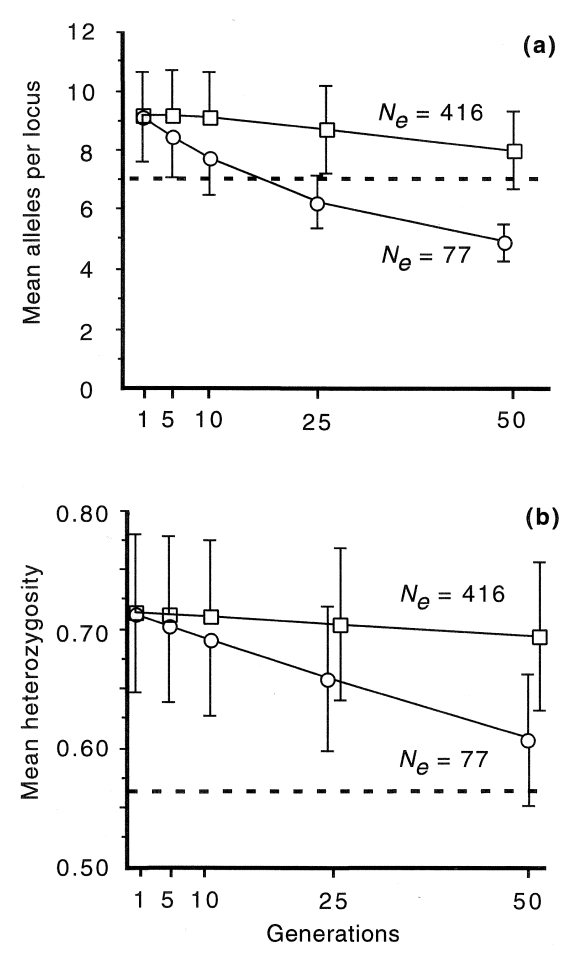 (a)
Mean alleles per locus
12
10
8
6
4
2
0
Ne = 416
Ne = 77
1 5 10 25 50
(b)
Mean heterozygosity
0.80
0.70
0.60
0.50
Ne = 416
Ne = 77
1 5 10 25 50
Generations